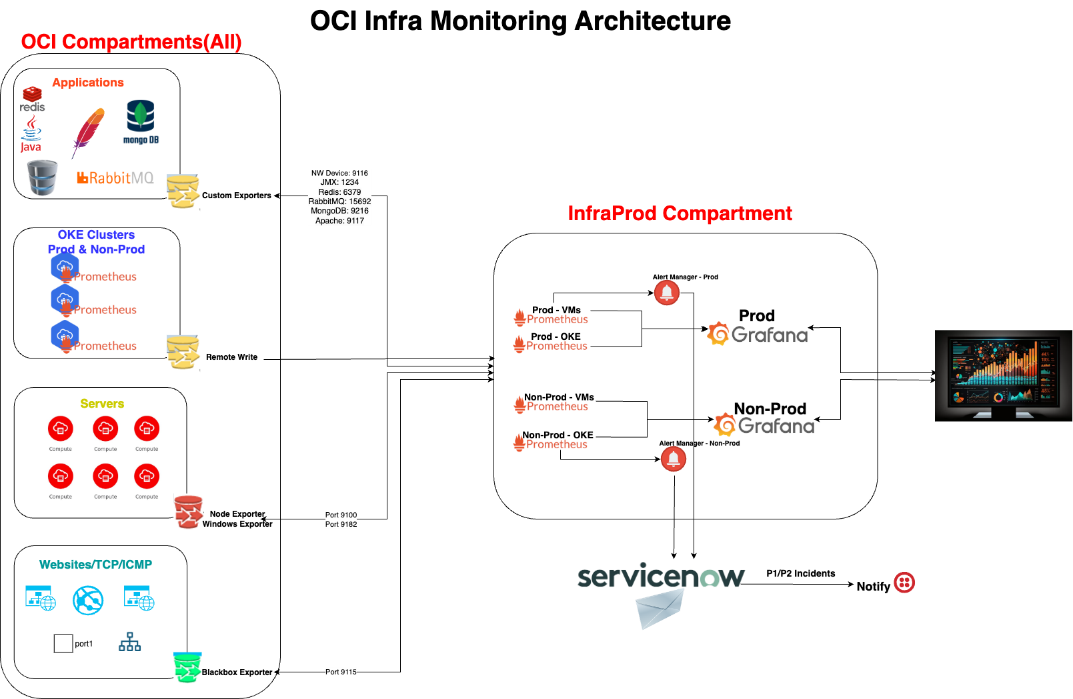 OCI Infra Monitoring Architecture
OCI Compartments(All)
Applications
redis
Java
mongo DB
RabbitMQ
Custom Exporters
NW Device: 9116
JMX: 1234
Redis: 6379
RabbitMQ: 15692
MongoDB: 9216
Apache: 9117
OKE Clusters
Prod & Non-Prod
Prometheus
Prometheus
Prometheus
Remote Write
Servers
Compute
Compute
Compute
Compute
Compute
Compute
Node Exporter
Windows Exporter
Port 9100
Port 9182
Websites/TCP/ICMP
port1
Blackbox Exporter
Port 9115
InfraProd Compartment
Alert Manager - Prod
Prod - VMs
Prometheus
Prod - OKE
Prometheus
Prod
Grafana
Non-Prod - VMs
Prometheus
Non-Prod - OKE
Prometheus
Non-Prod
Grafana
Alert Manager - Non-Prod
servicenow
P1/P2 Incidents
Notify